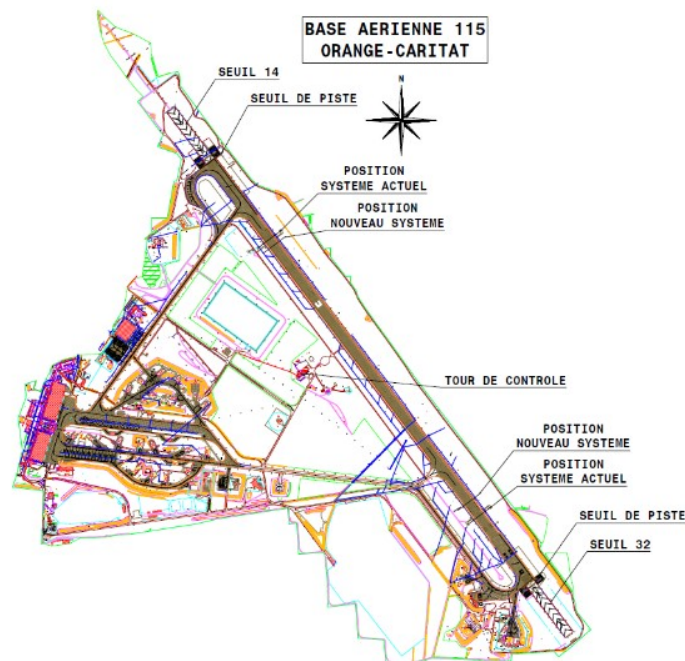 BASE AERIENNE 115
ORANGE-CARITAT
N
SEUIL 14
SEUIL DE PISTE
POSITION
SYSTEME ACTUEL
POSITION
NOUVEAU SYSTEME
TOUR DE CONTROLE
POSITION
NOUVEAU SYSTEME
POSITION
SYSTEME ACTUEL
SEUIL DE PISTE
SEUIL 32